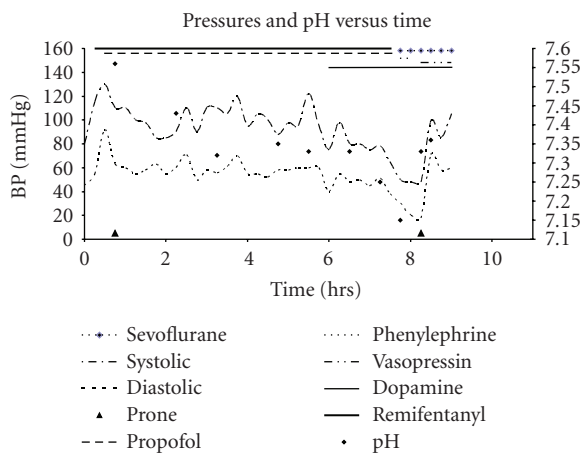 Pressures and pH versus time
160
140
120
100
80
60
40
20
0
BP (mmHg)
7.6
7.55
7.5
7.45
7.4
7.35
7.3
7.25
7.2
7.15
7.1
0 2 4 6 8 10
Time (hrs)
Sevoflurane
Systolic
Diastolic
Prone
Propofol
Phenylephrine
Vasopressin
Dopamine
Remifentanyl
pH